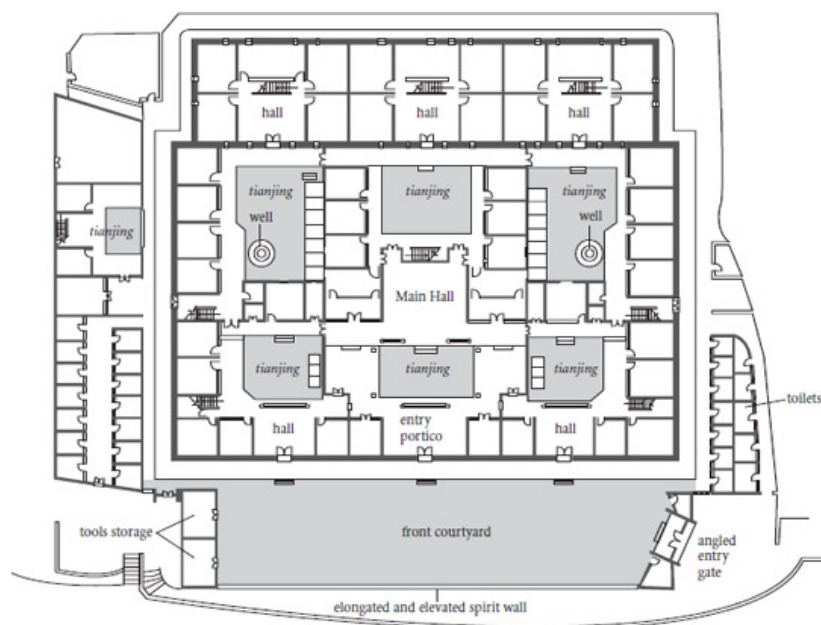 hall
hall
hall
tianjing
tianjing
tianjing
well
well
tianjing
Main Hall
tianjing
tianjing
tianjing
toilets
hall
entry
portico
hall
tools storage
front courtyard
angled
entry
gate
elongated and elevated spirit wall